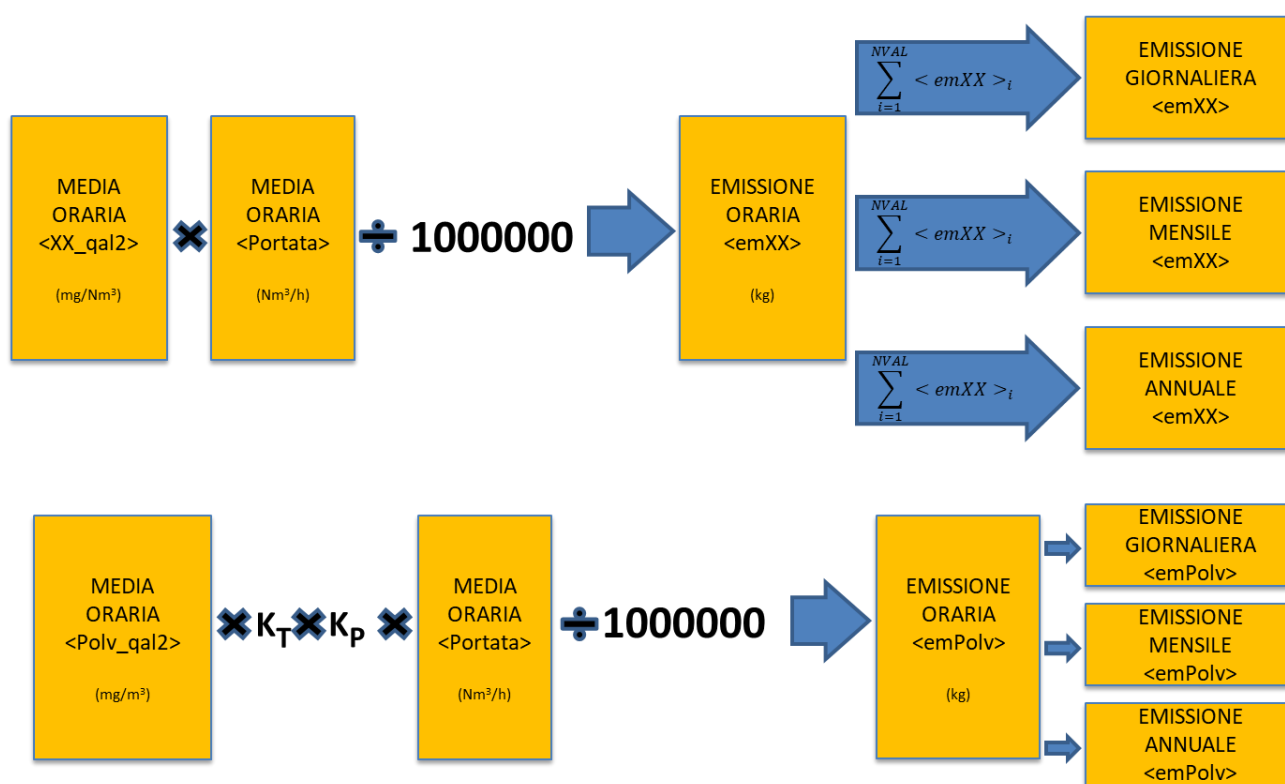 MEDIA
ORARIA
<XX_qal2>
(mg/Nm³)
✖
MEDIA
ORARIA
<Portata>
(Nm³/h)
÷ 1000000
EMISSIONE
ORARIA
<emXX>
(kg)
NVAL
∑ < emXX >ᵢ
i=1
EMISSIONE
GIORNALIERA
<emXX>
NVAL
∑ < emXX >ᵢ
i=1
EMISSIONE
MENSILE
<emXX>
NVAL
∑ < emXX >ᵢ
i=1
EMISSIONE
ANNUALE
<emXX>
MEDIA
ORARIA
<Polv_qal2>
(mg/m³)
✖ K_T ✖ K_P ✖
MEDIA
ORARIA
<Portata>
(Nm³/h)
÷ 1000000
EMISSIONE
ORARIA
<emPolv>
(kg)
EMISSIONE
GIORNALIERA
<emPolv>
EMISSIONE
MENSILE
<emPolv>
EMISSIONE
ANNUALE
<emPolv>